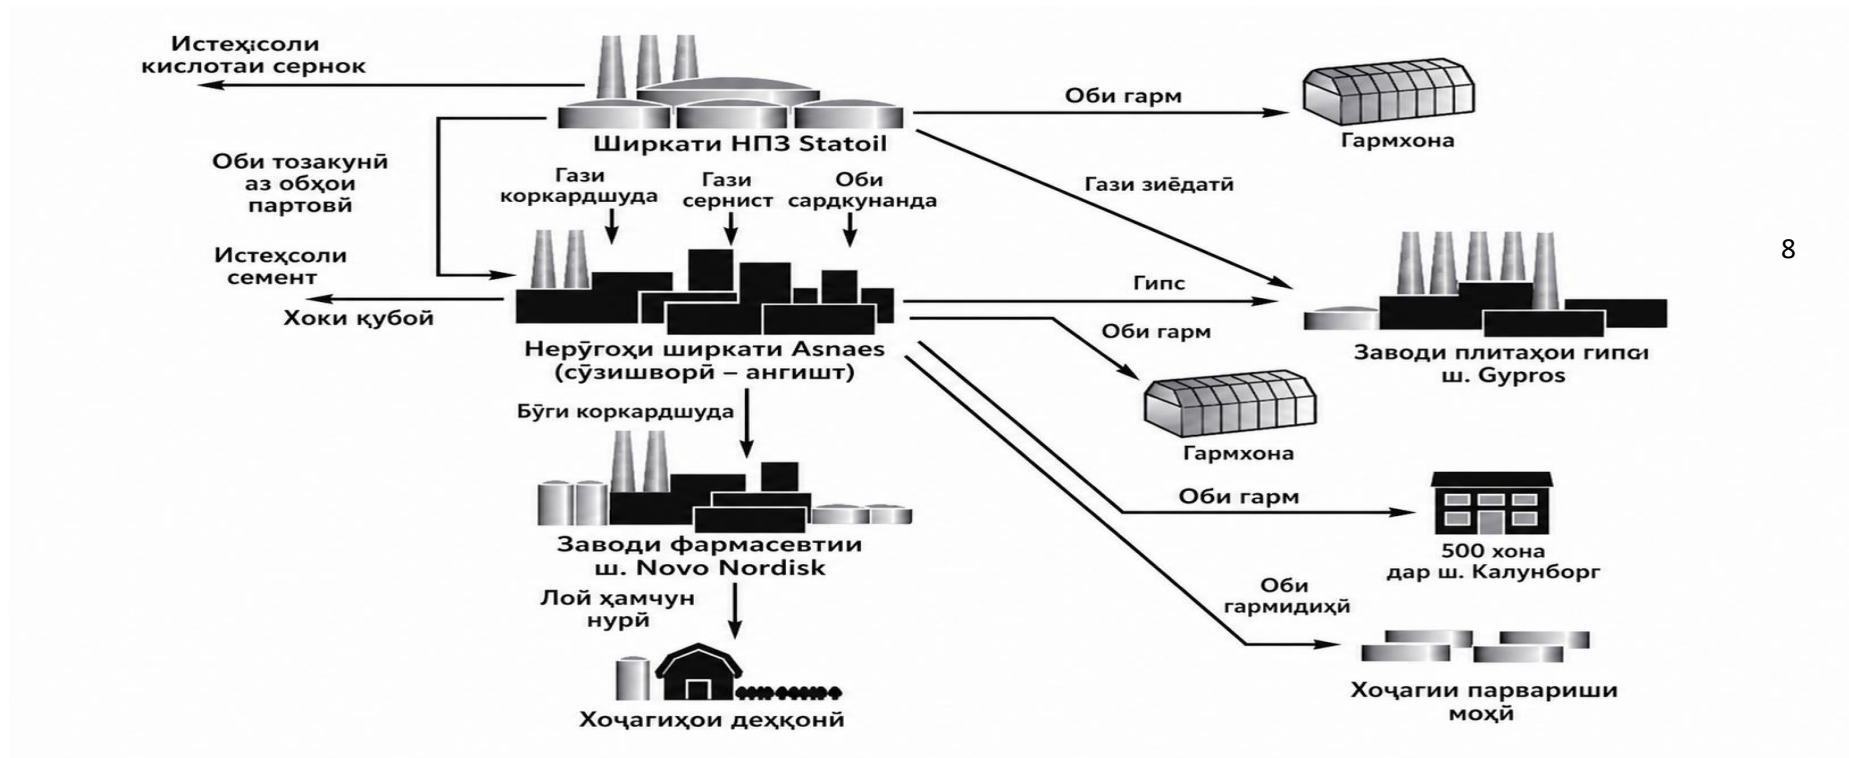 Истеҳсоли
кислотаи сернок
Ширкати НПЗ Statoil
Оби гарм
Гармхона
Оби тозакунӣ
аз обҳои
партовӣ
Гази
коркардшуда
Гази
сернист
Оби
сардкунанда
Гази зиёдатӣ
8
Истеҳсоли
семент
Хоки қубой
Гипс
Оби гарм
Нерӯгоҳи ширкати Asnaes
(сӯзишворӣ – ангишт)
Заводи плитаҳои гипси
ш. Gypros
Гармхона
Бӯги коркардшуда
Оби гарм
500 хона
дар ш. Калунборг
Заводи фармасевтии
ш. Novo Nordisk
Лой ҳамчун
нурӣ
Оби
гармидиҳӣ
Хоҷагиҳои деҳқонӣ
Хоҷагии парвариши
моҳӣ